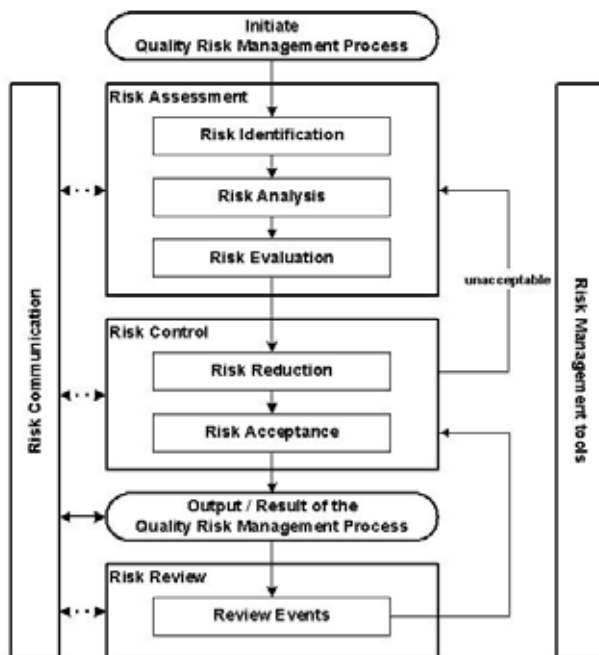 Initiate
Quality Risk Management Process
Risk Assessment
Risk Identification
Risk Analysis
Risk Evaluation
unacceptable
Risk Control
Risk Reduction
Risk Acceptance
Output / Result of the
Quality Risk Management Process
Risk Review
Review Events
Risk Communication
Risk Management tools